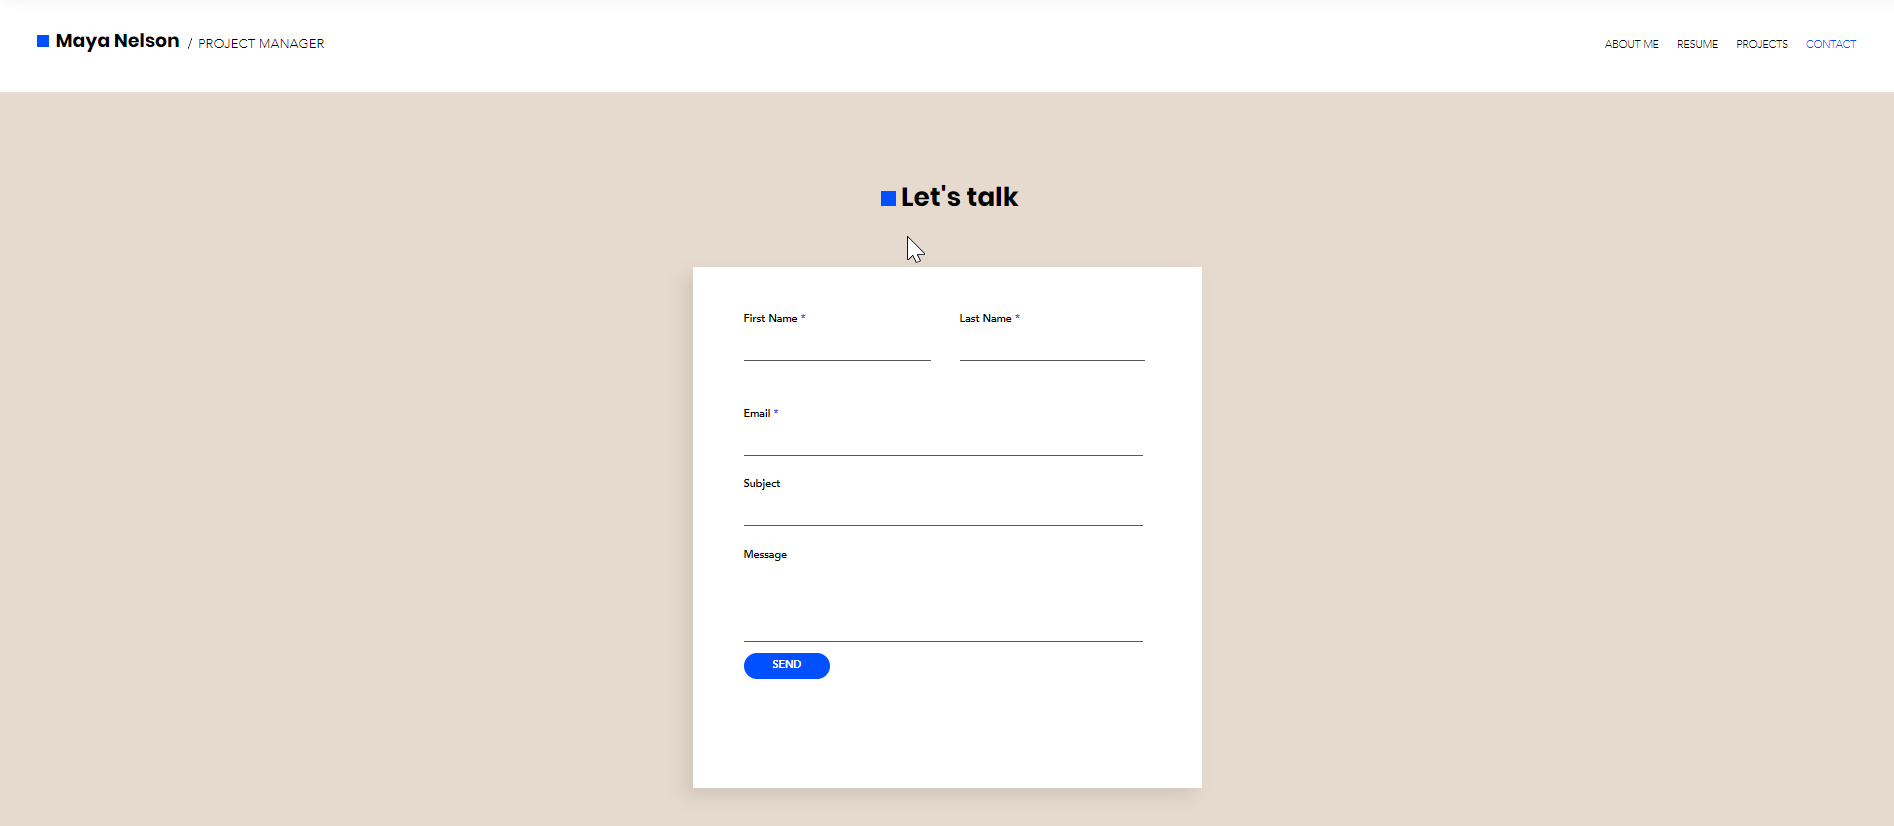 Maya Nelson / PROJECT MANAGER
ABOUT ME RESUME PROJECTS CONTACT
Let's talk
First Name * Last Name *
Email *
Subject
Message
SEND